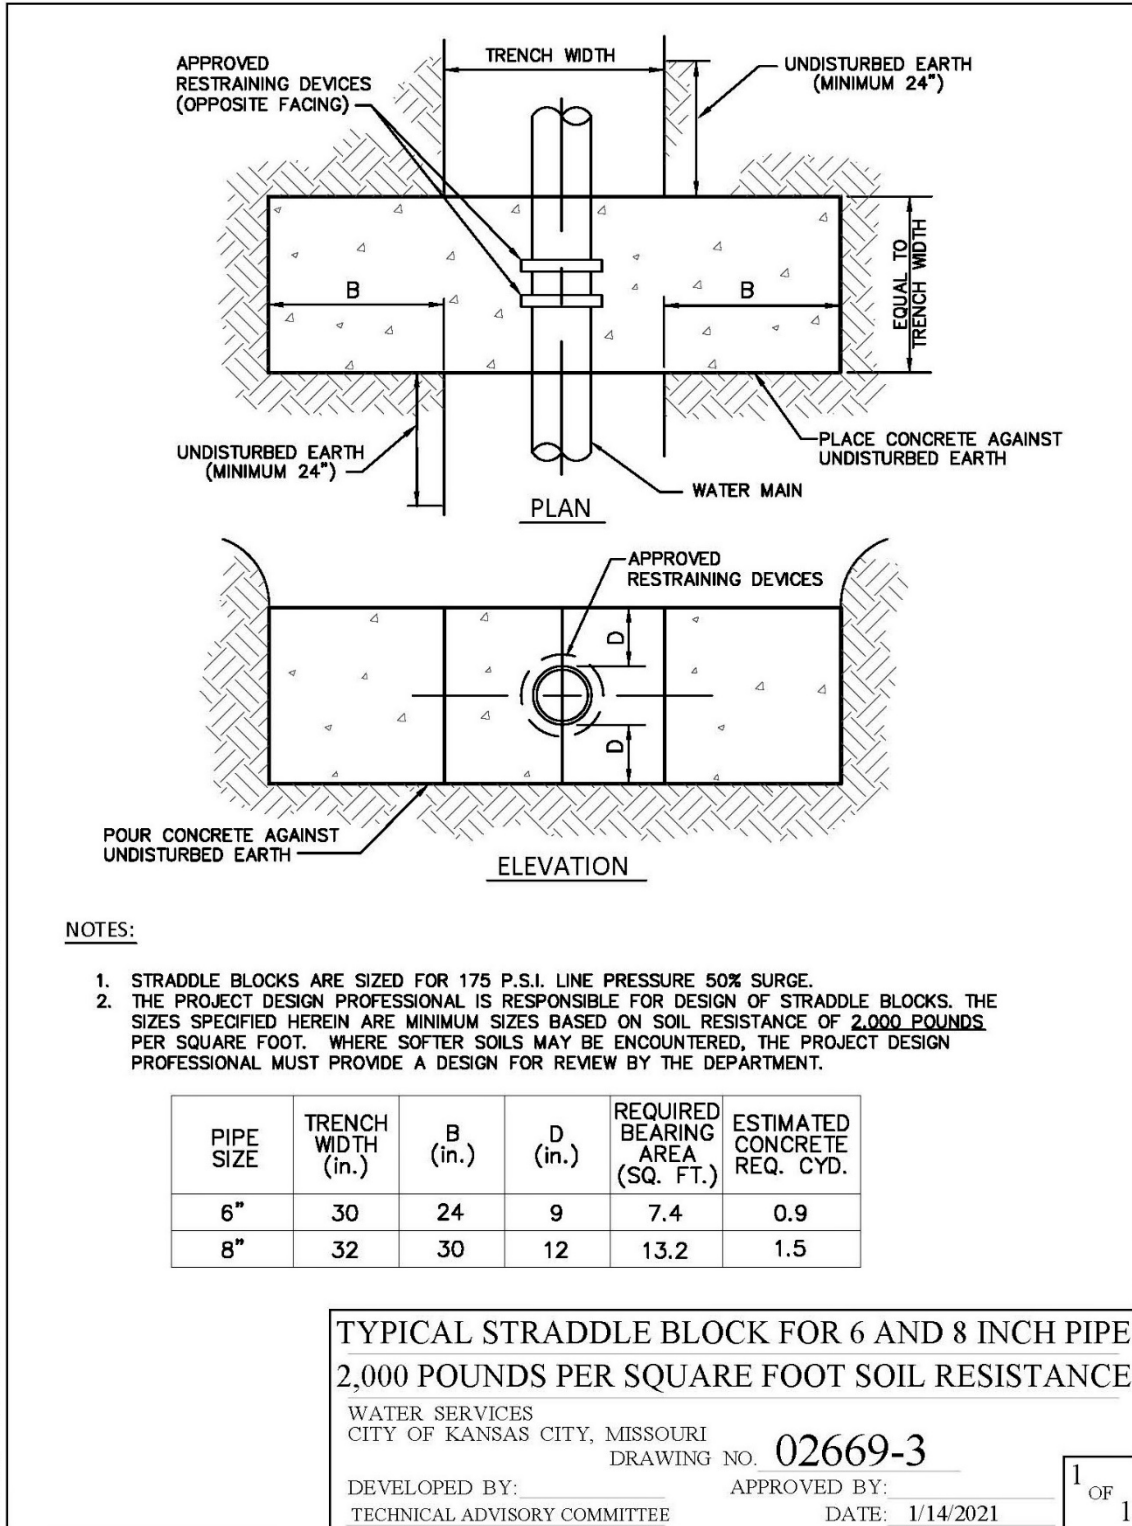 APPROVED
RESTRAINING DEVICES
(OPPOSITE FACING)
TRENCH WIDTH
UNDISTURBED EARTH
(MINIMUM 24")
B
B
EQUAL TO
TRENCH WIDTH
UNDISTURBED EARTH
(MINIMUM 24")
PLACE CONCRETE AGAINST
UNDISTURBED EARTH
WATER MAIN
PLAN
APPROVED
RESTRAINING DEVICES
D
D
POUR CONCRETE AGAINST
UNDISTURBED EARTH
ELEVATION
NOTES:
1. STRADDLE BLOCKS ARE SIZED FOR 175 P.S.I. LINE PRESSURE 50% SURGE.
2. THE PROJECT DESIGN PROFESSIONAL IS RESPONSIBLE FOR DESIGN OF STRADDLE BLOCKS. THE
SIZES SPECIFIED HEREIN ARE MINIMUM SIZES BASED ON SOIL RESISTANCE OF 2,000 POUNDS
PER SQUARE FOOT. WHERE SOFTER SOILS MAY BE ENCOUNTERED, THE PROJECT DESIGN
PROFESSIONAL MUST PROVIDE A DESIGN FOR REVIEW BY THE DEPARTMENT.
PIPE SIZE TRENCH WIDTH (in.) B (in.) D (in.) REQUIRED BEARING AREA (SQ. FT.) ESTIMATED CONCRETE REQ. CYD.
6" 30 24 9 7.4 0.9
8" 32 30 12 13.2 1.5
TYPICAL STRADDLE BLOCK FOR 6 AND 8 INCH PIPE
2,000 POUNDS PER SQUARE FOOT SOIL RESISTANCE
WATER SERVICES
CITY OF KANSAS CITY, MISSOURI
DRAWING NO. 02669-3
DEVELOPED BY: APPROVED BY:
TECHNICAL ADVISORY COMMITTEE DATE: 1/14/2021
1 OF 1